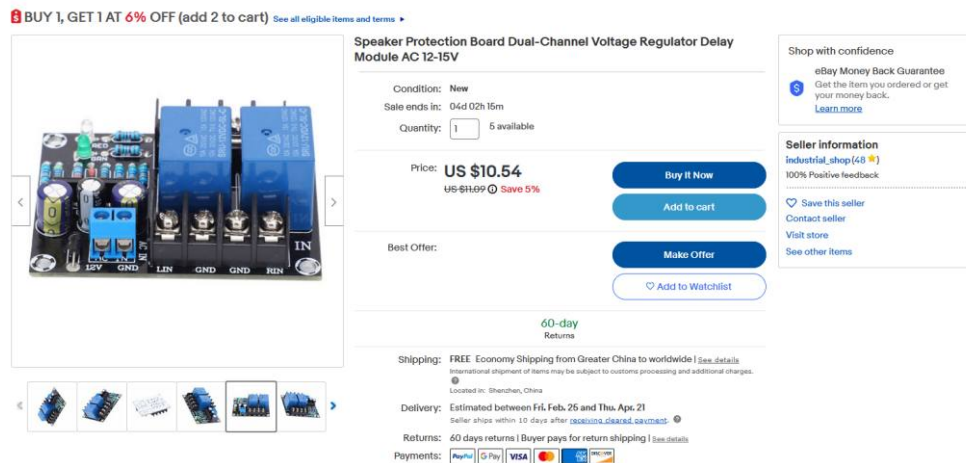 BUY 1, GET 1 AT 6% OFF (add 2 to cart) See all eligible items and terms ▸
Speaker Protection Board Dual-Channel Voltage Regulator Delay
Module AC 12-15V
Condition: New
Sale ends in: 04d 02h 15m
Quantity: 1 5 available
Price: US $10.54
US $11.09 Save 5%
Buy It Now
Add to cart
Best Offer:
Make Offer
Add to Watchlist
60-day
Returns
Shipping: FREE Economy Shipping from Greater China to worldwide | See details
International shipment of items may be subject to customs processing and additional charges.
Located in: Shenzhen, China
Delivery: Estimated between Fri. Feb. 25 and Thu. Apr. 21
Seller ships within 10 days after receiving cleared payment.
Returns: 60 days returns | Buyer pays for return shipping | See details
Payments: PayPal G Pay VISA DISCOVER
Shop with confidence
eBay Money Back Guarantee
Get the item you ordered or get
your money back.
Learn more
Seller information
industrial_shop (48)
100% Positive feedback
Save this seller
Contact seller
Visit store
See other items
RED
GRN
IN
12V GND LIN GND GND RIN